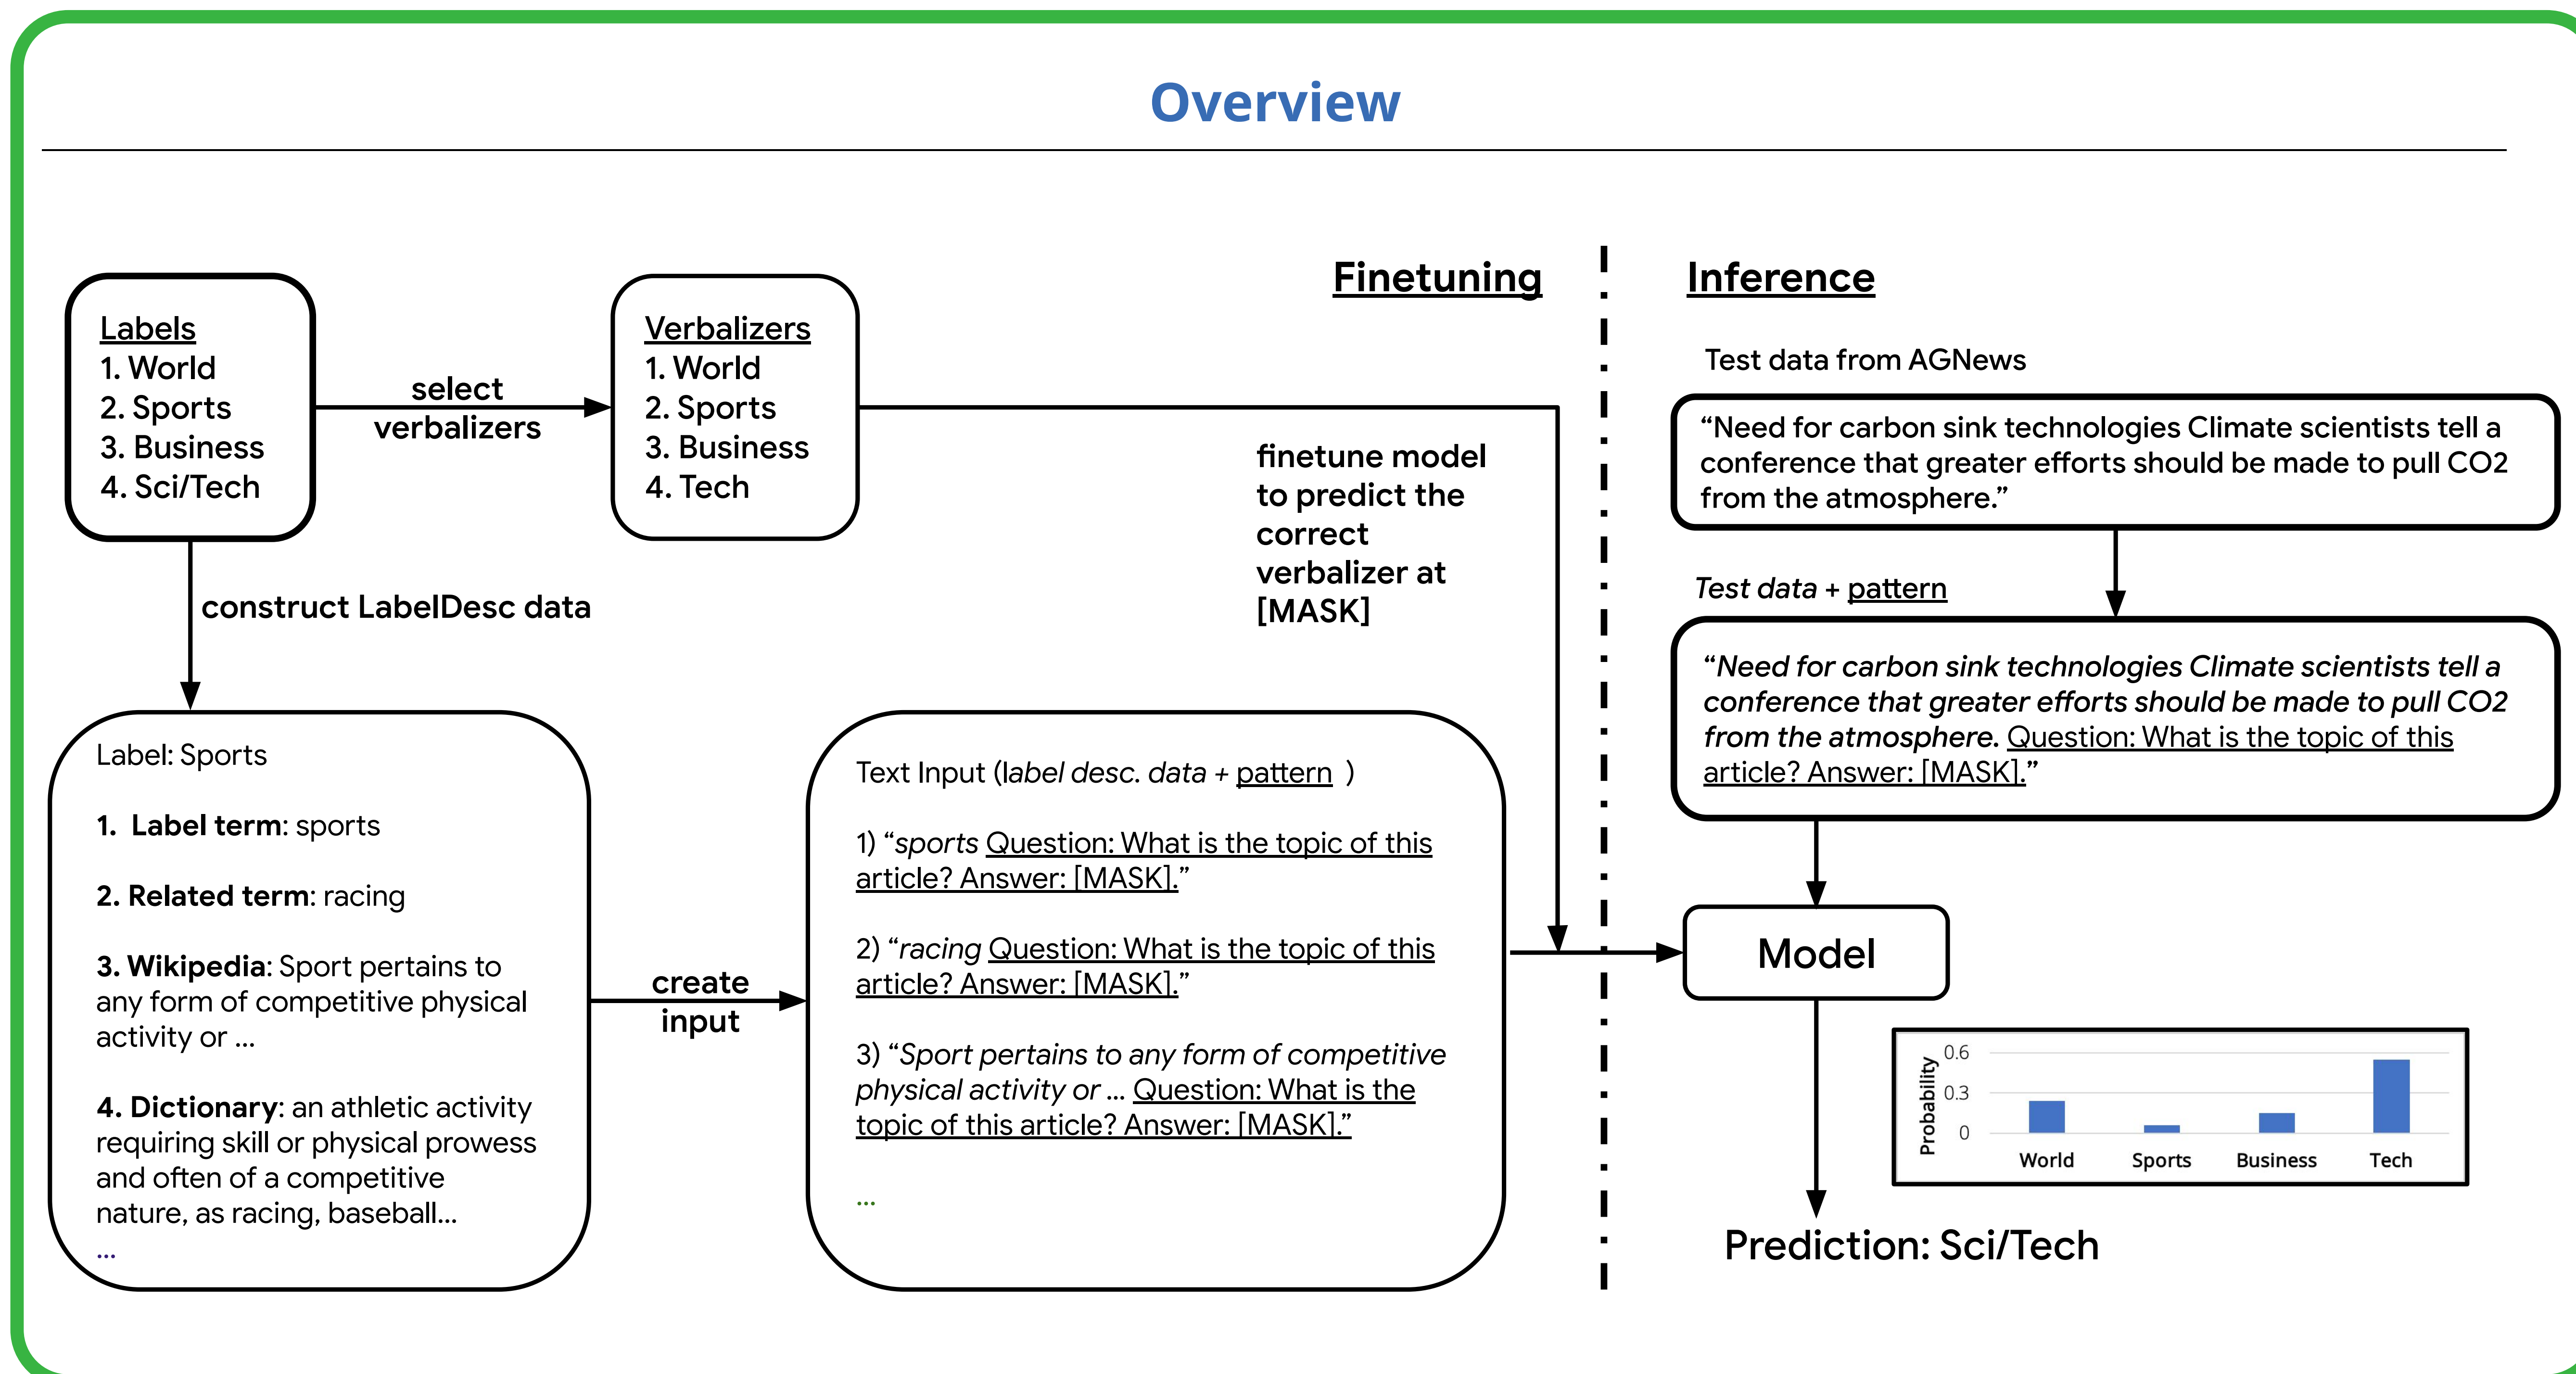 Overview
Labels
1. World
2. Sports
3. Business
4. Sci/Tech
select
verbalizers
Verbalizers
1. World
2. Sports
3. Business
4. Tech
construct LabelDesc data
Label: Sports
1. Label term: sports
2. Related term: racing
3. Wikipedia: Sport pertains to
any form of competitive physical
activity or ...
4. Dictionary: an athletic activity
requiring skill or physical prowess
and often of a competitive
nature, as racing, baseball...
...
create
input
Text Input (label desc. data + pattern )
1) “sports Question: What is the topic of this
article? Answer: [MASK].”
2) “racing Question: What is the topic of this
article? Answer: [MASK].”
3) “Sport pertains to any form of competitive
physical activity or ... Question: What is the
topic of this article? Answer: [MASK].”
...
Finetuning
finetune model
to predict the
correct
verbalizer at
[MASK]
Inference
Test data from AGNews
“Need for carbon sink technologies Climate scientists tell a
conference that greater efforts should be made to pull CO2
from the atmosphere.”
Test data + pattern
“Need for carbon sink technologies Climate scientists tell a
conference that greater efforts should be made to pull CO2
from the atmosphere. Question: What is the topic of this
article? Answer: [MASK].”
Model
Probability
0.6
0.3
0
World Sports Business Tech
Prediction: Sci/Tech